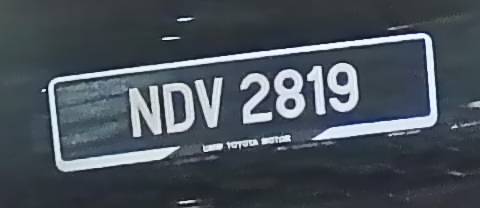 NDV 2819
UMW TOYOTA MOTOR